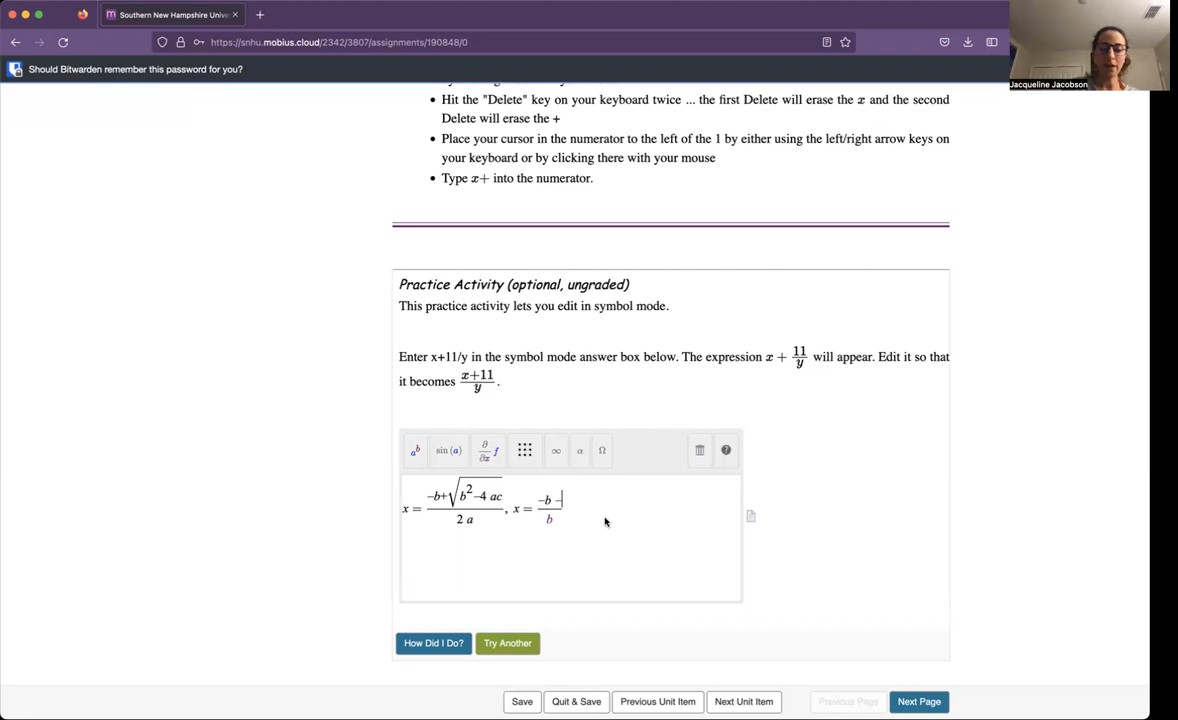 Southern New Hampshire Unive
https://snhu.mobius.cloud/2342/3807/assignments/190848/0
Should Bitwarden remember this password for you?
Jacqueline Jacobson
• Hit the "Delete" key on your keyboard twice ... the first Delete will erase the x and the second
Delete will erase the +
• Place your cursor in the numerator to the left of the 1 by either using the left/right arrow keys on
your keyboard or by clicking there with your mouse
• Type x+ into the numerator.
Practice Activity (optional, ungraded)
This practice activity lets you edit in symbol mode.
Enter x+11/y in the symbol mode answer box below. The expression x + 11/y will appear. Edit it so that
it becomes x+11/y .
a^b sin (a) ∂/∂x f ∞ α Ω
x = −b+√b^2−4 ac / 2 a , x = −b − / b
How Did I Do? Try Another
Save Quit & Save Previous Unit Item Next Unit Item Previous Page Next Page